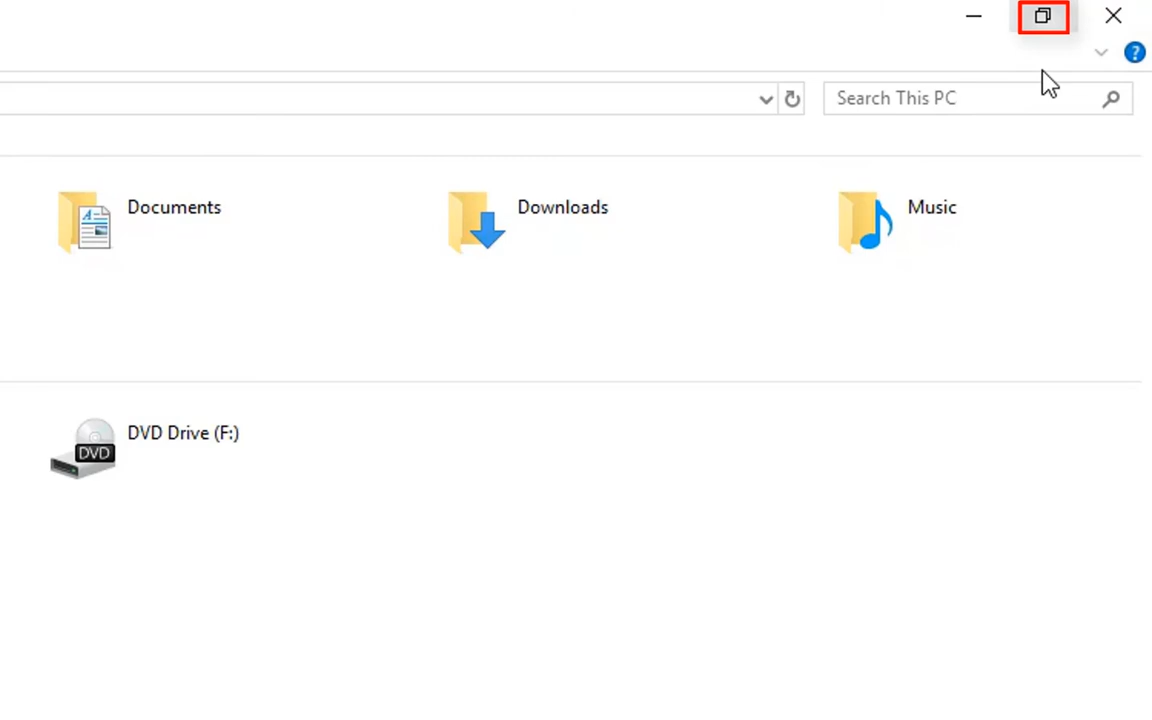 ?
Search This PC
Documents
Downloads
Music
DVD Drive (F:)
DVD